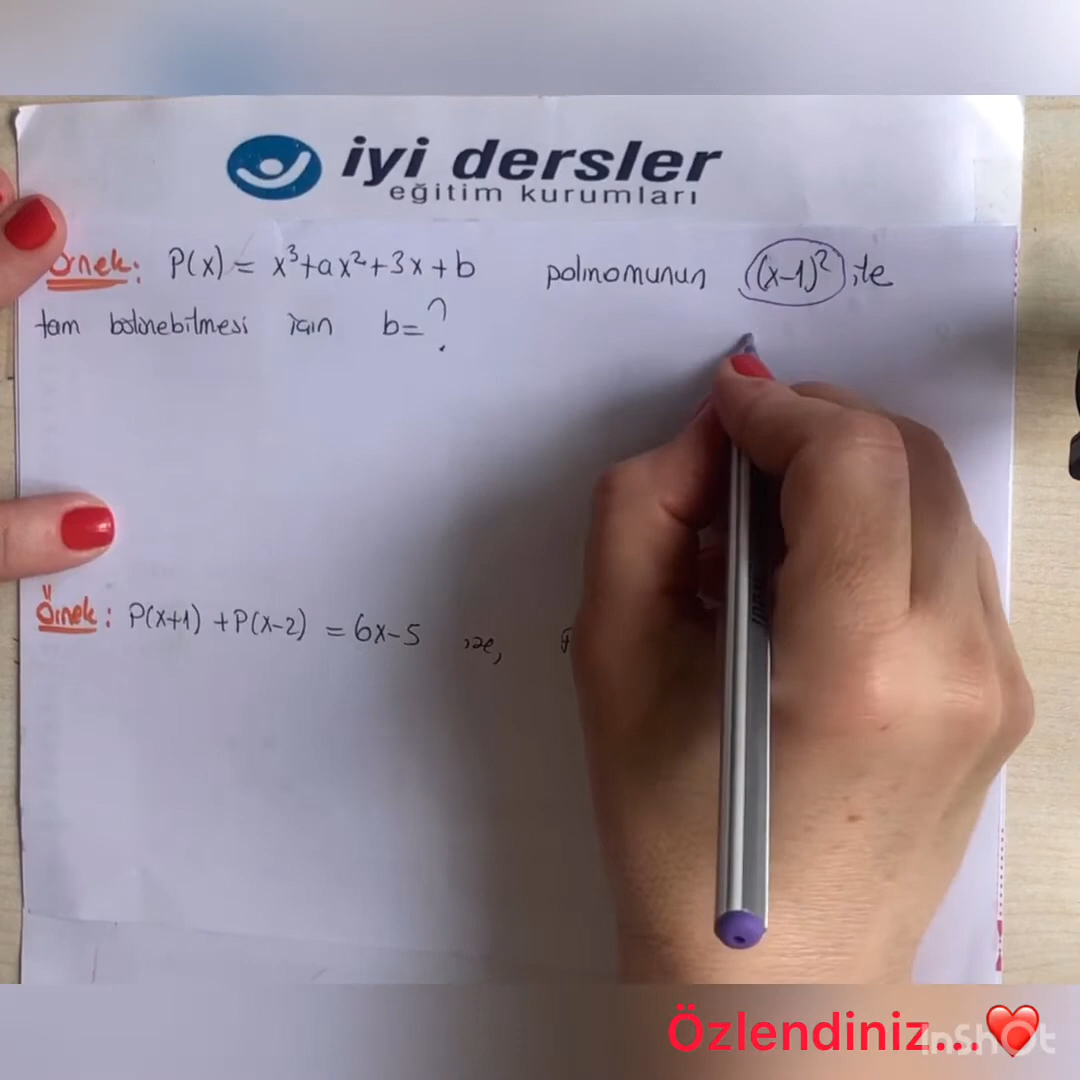 iyi dersler
eğitim kurumları
Örnek: P(x) = x³+ax²+3x+b polinomunun (x-1)² ile
tam bölünebilmesi için b=?
Örnek: P(x+1) +P(x-2) = 6x-5 ise,
Özlendiniz...❤️
InShOt